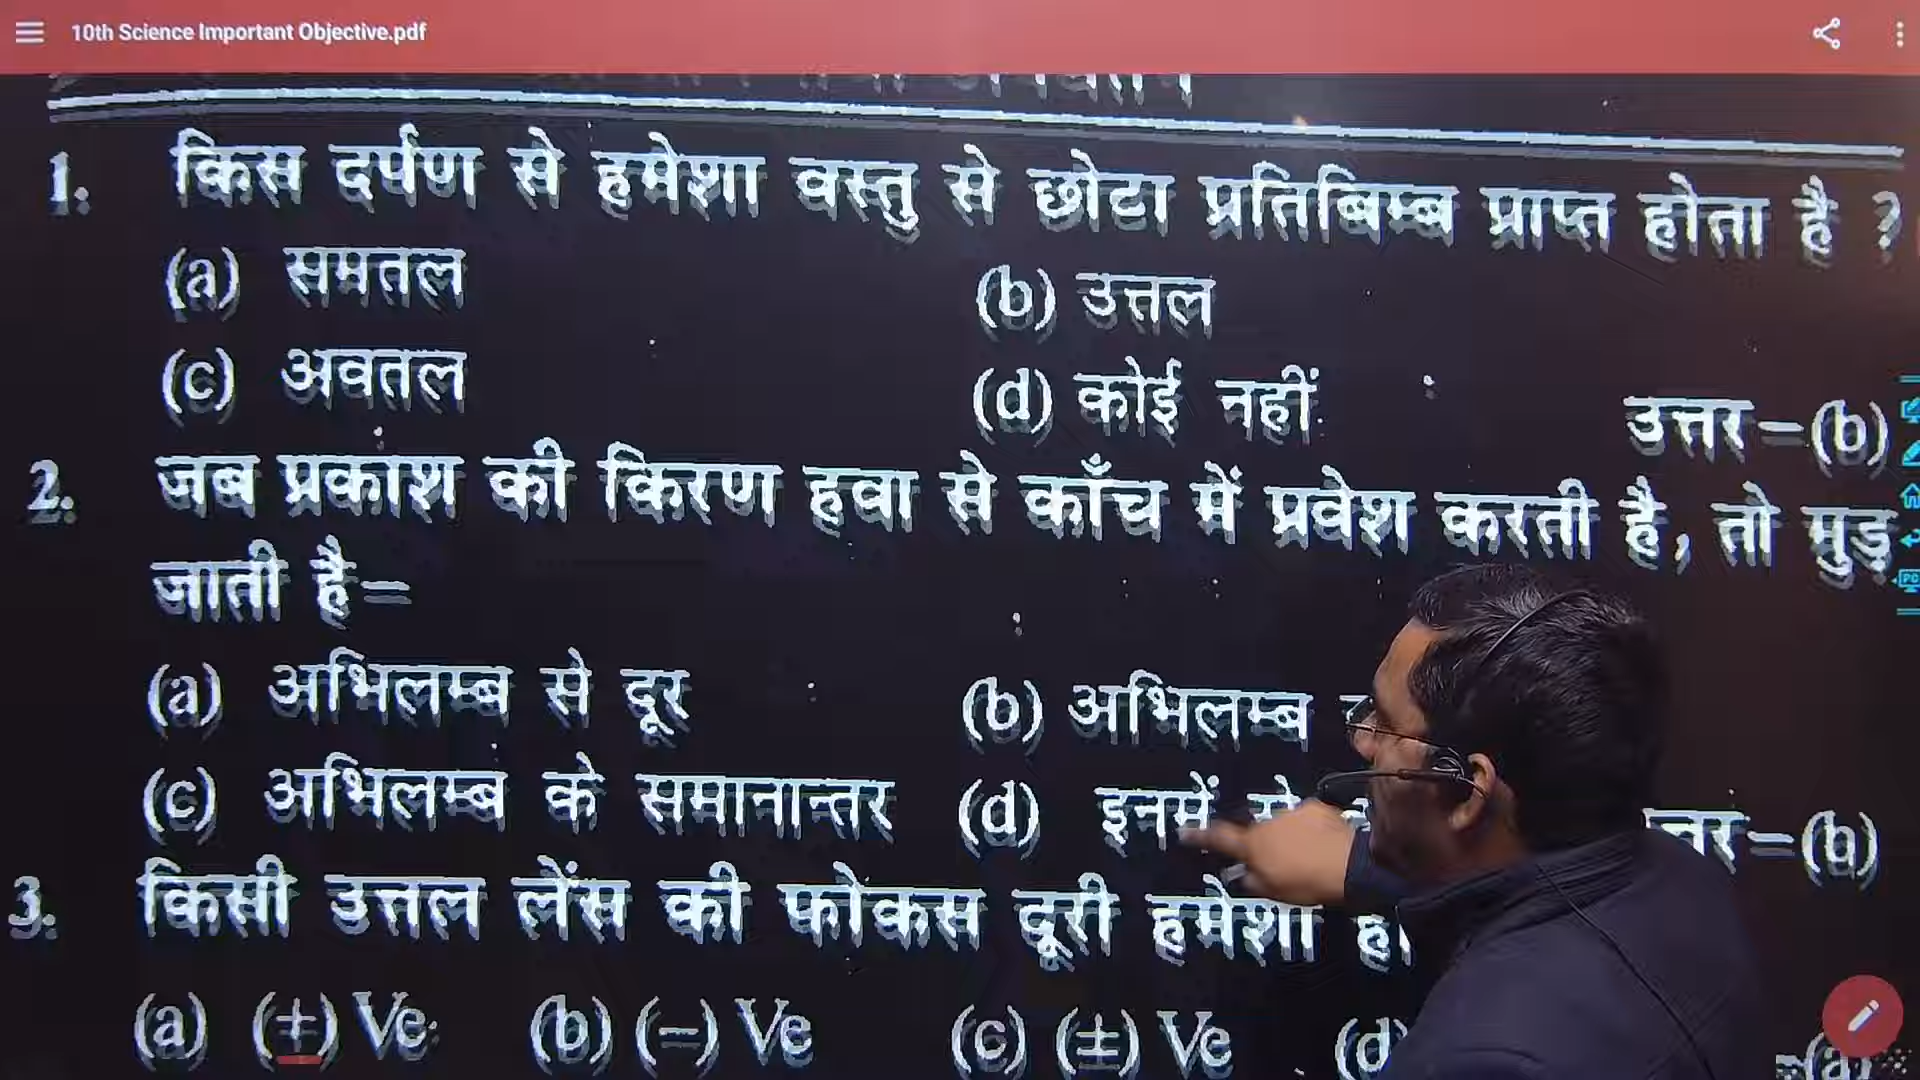 10th Science Important Objective.pdf
1. किस दर्पण से हमेशा वस्तु से छोटा प्रतिबिम्ब प्राप्त होता है ?
(a) समतल (b) उत्तल
(c) अवतल (d) कोई नहीं
उत्तर–(b)
2. जब प्रकाश की किरण हवा से काँच में प्रवेश करती है, तो मुड़
जाती है–
(a) अभिलम्ब से दूर (b) अभिलम्ब
(c) अभिलम्ब के समानान्तर (d) इनमें से
–(b)
3. किसी उत्तल लेंस की फोकस दूरी हमेशा
(a) (+) Ve (b) (–) Ve (c) (±) Ve (d)
–(a)
PC